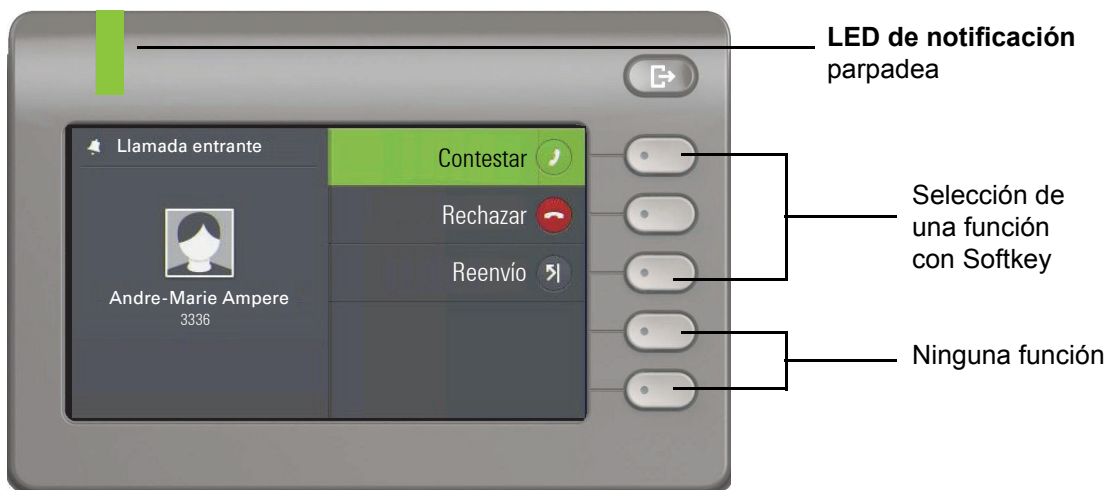 LED de notificación
parpadea
Llamada entrante
Contestar
Rechazar
Reenvío
Andre-Marie Ampere
3336
Selección de
una función
con Softkey
Ninguna función